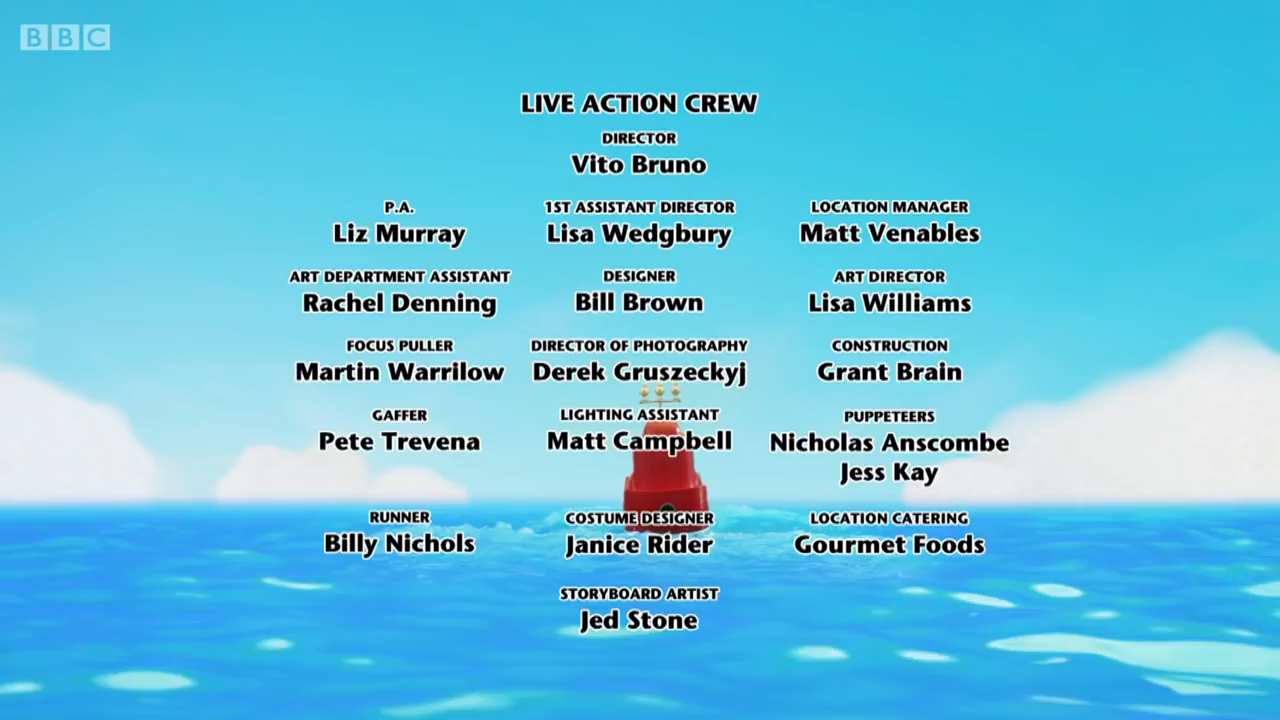 BBC
LIVE ACTION CREW
DIRECTOR
Vito Bruno
P.A.
Liz Murray
1ST ASSISTANT DIRECTOR
Lisa Wedgbury
LOCATION MANAGER
Matt Venables
ART DEPARTMENT ASSISTANT
Rachel Denning
DESIGNER
Bill Brown
ART DIRECTOR
Lisa Williams
FOCUS PULLER
Martin Warrilow
DIRECTOR OF PHOTOGRAPHY
Derek Gruszeckyj
CONSTRUCTION
Grant Brain
GAFFER
Pete Trevena
LIGHTING ASSISTANT
Matt Campbell
PUPPETEERS
Nicholas Anscombe
Jess Kay
RUNNER
Billy Nichols
COSTUME DESIGNER
Janice Rider
LOCATION CATERING
Gourmet Foods
STORYBOARD ARTIST
Jed Stone